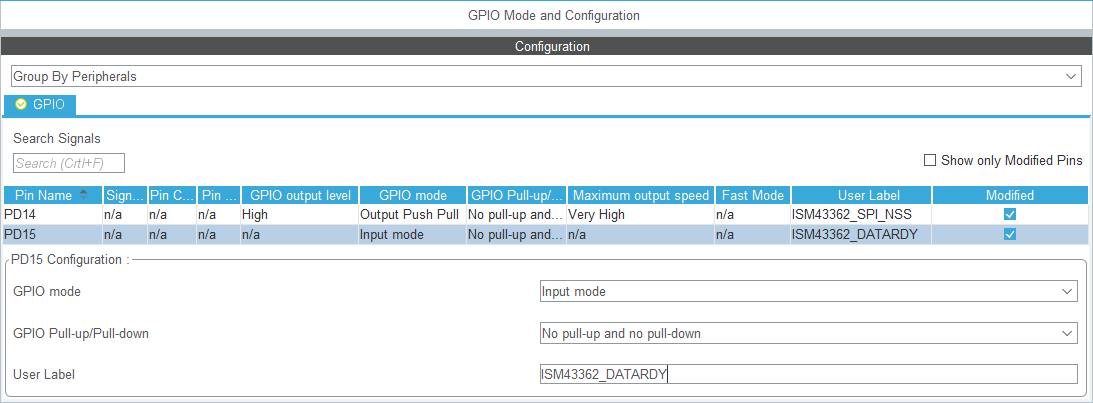 GPIO Mode and Configuration
Configuration
Group By Peripherals
GPIO
Search Signals
Search (Crtl+F)
Show only Modified Pins
Pin Name Sign... Pin C... Pin ... GPIO output level GPIO mode GPIO Pull-up/... Maximum output speed Fast Mode User Label Modified
PD14 n/a n/a n/a High Output Push Pull No pull-up and... Very High n/a ISM43362_SPI_NSS
PD15 n/a n/a n/a n/a Input mode No pull-up and... n/a n/a ISM43362_DATARDY
PD15 Configuration :
GPIO mode Input mode
GPIO Pull-up/Pull-down No pull-up and no pull-down
User Label ISM43362_DATARDY